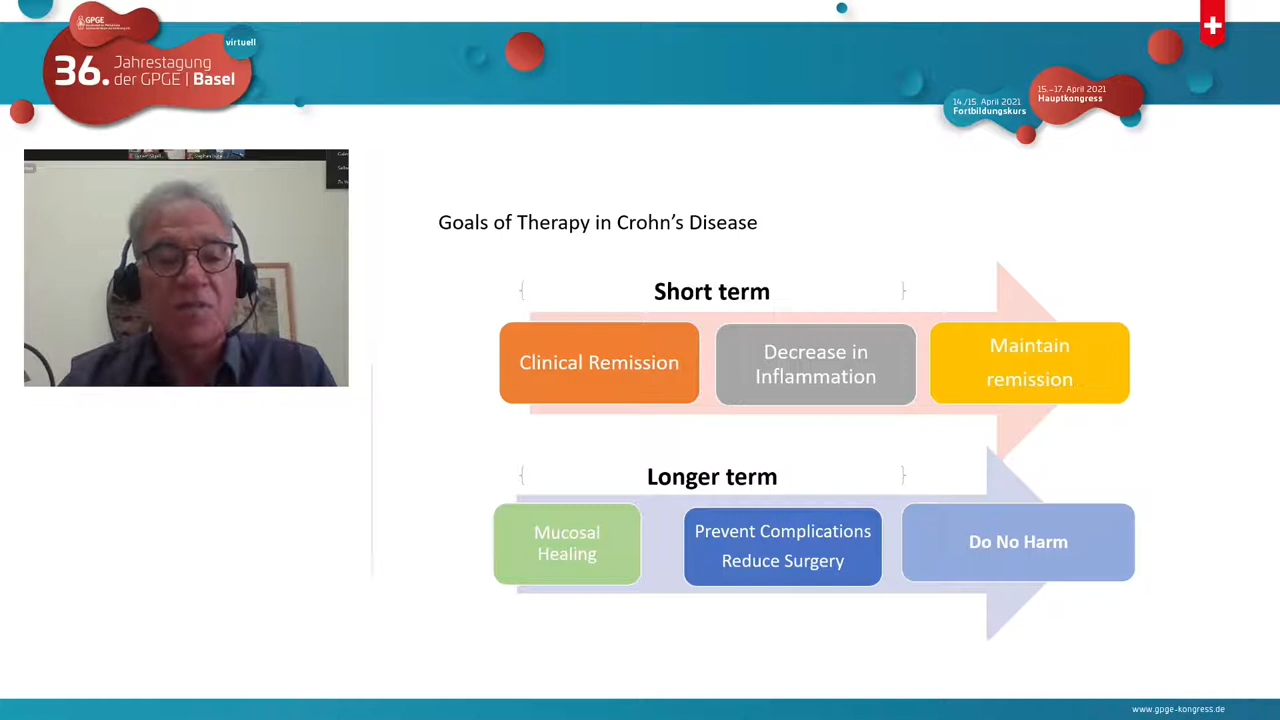 GPGE
virtuell
36. Jahrestagung
der GPGE | Basel
14./15. April 2021
Fortbildungskurs
15.–17. April 2021
Hauptkongress
Goals of Therapy in Crohn’s Disease
Short term
Clinical Remission
Decrease in
Inflammation
Maintain
remission
Longer term
Mucosal
Healing
Prevent Complications
Reduce Surgery
Do No Harm
www.gpge-kongress.de